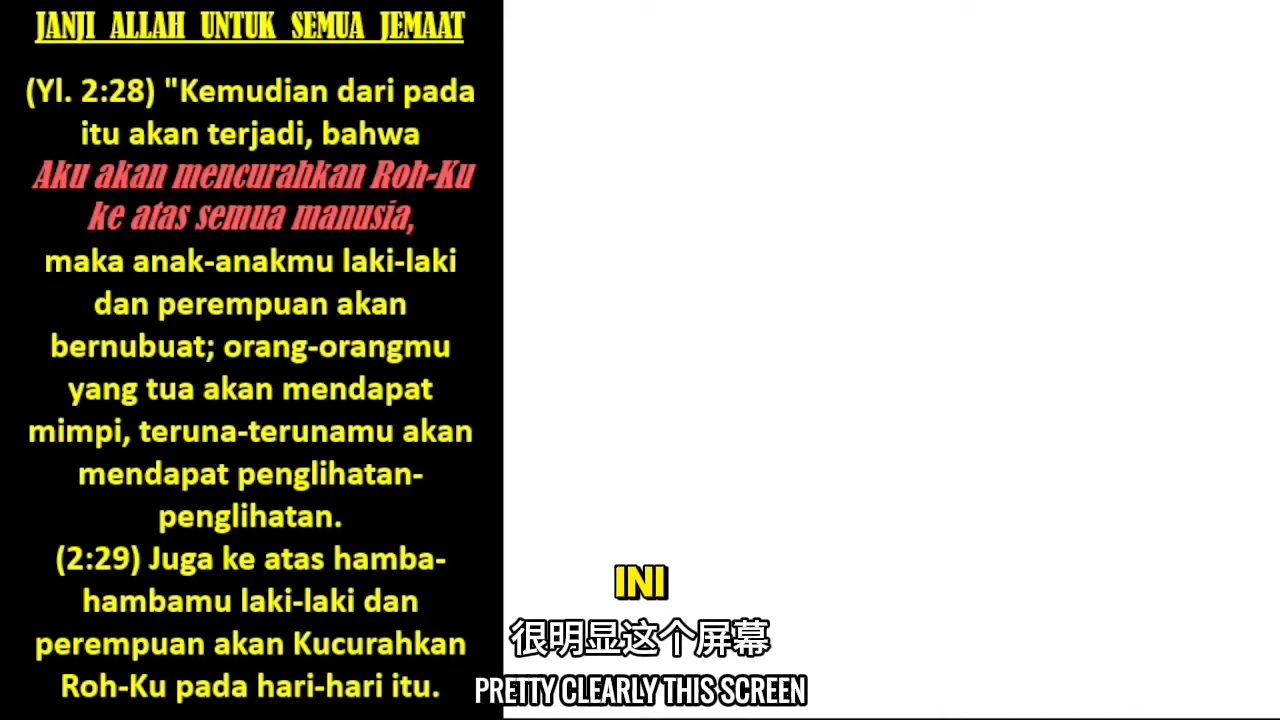 JANJI ALLAH UNTUK SEMUA JEMAAT
(Yl. 2:28) "Kemudian dari pada
itu akan terjadi, bahwa
Aku akan mencurahkan Roh-Ku
ke atas semua manusia,
maka anak-anakmu laki-laki
dan perempuan akan
bernubuat; orang-orangmu
yang tua akan mendapat
mimpi, teruna-terunamu akan
mendapat penglihatan-
penglihatan.
(2:29) Juga ke atas hamba-
hambamu laki-laki dan
perempuan akan Kucurahkan
Roh-Ku pada hari-hari itu.
INI
很明显这个屏幕
PRETTY CLEARLY THIS SCREEN